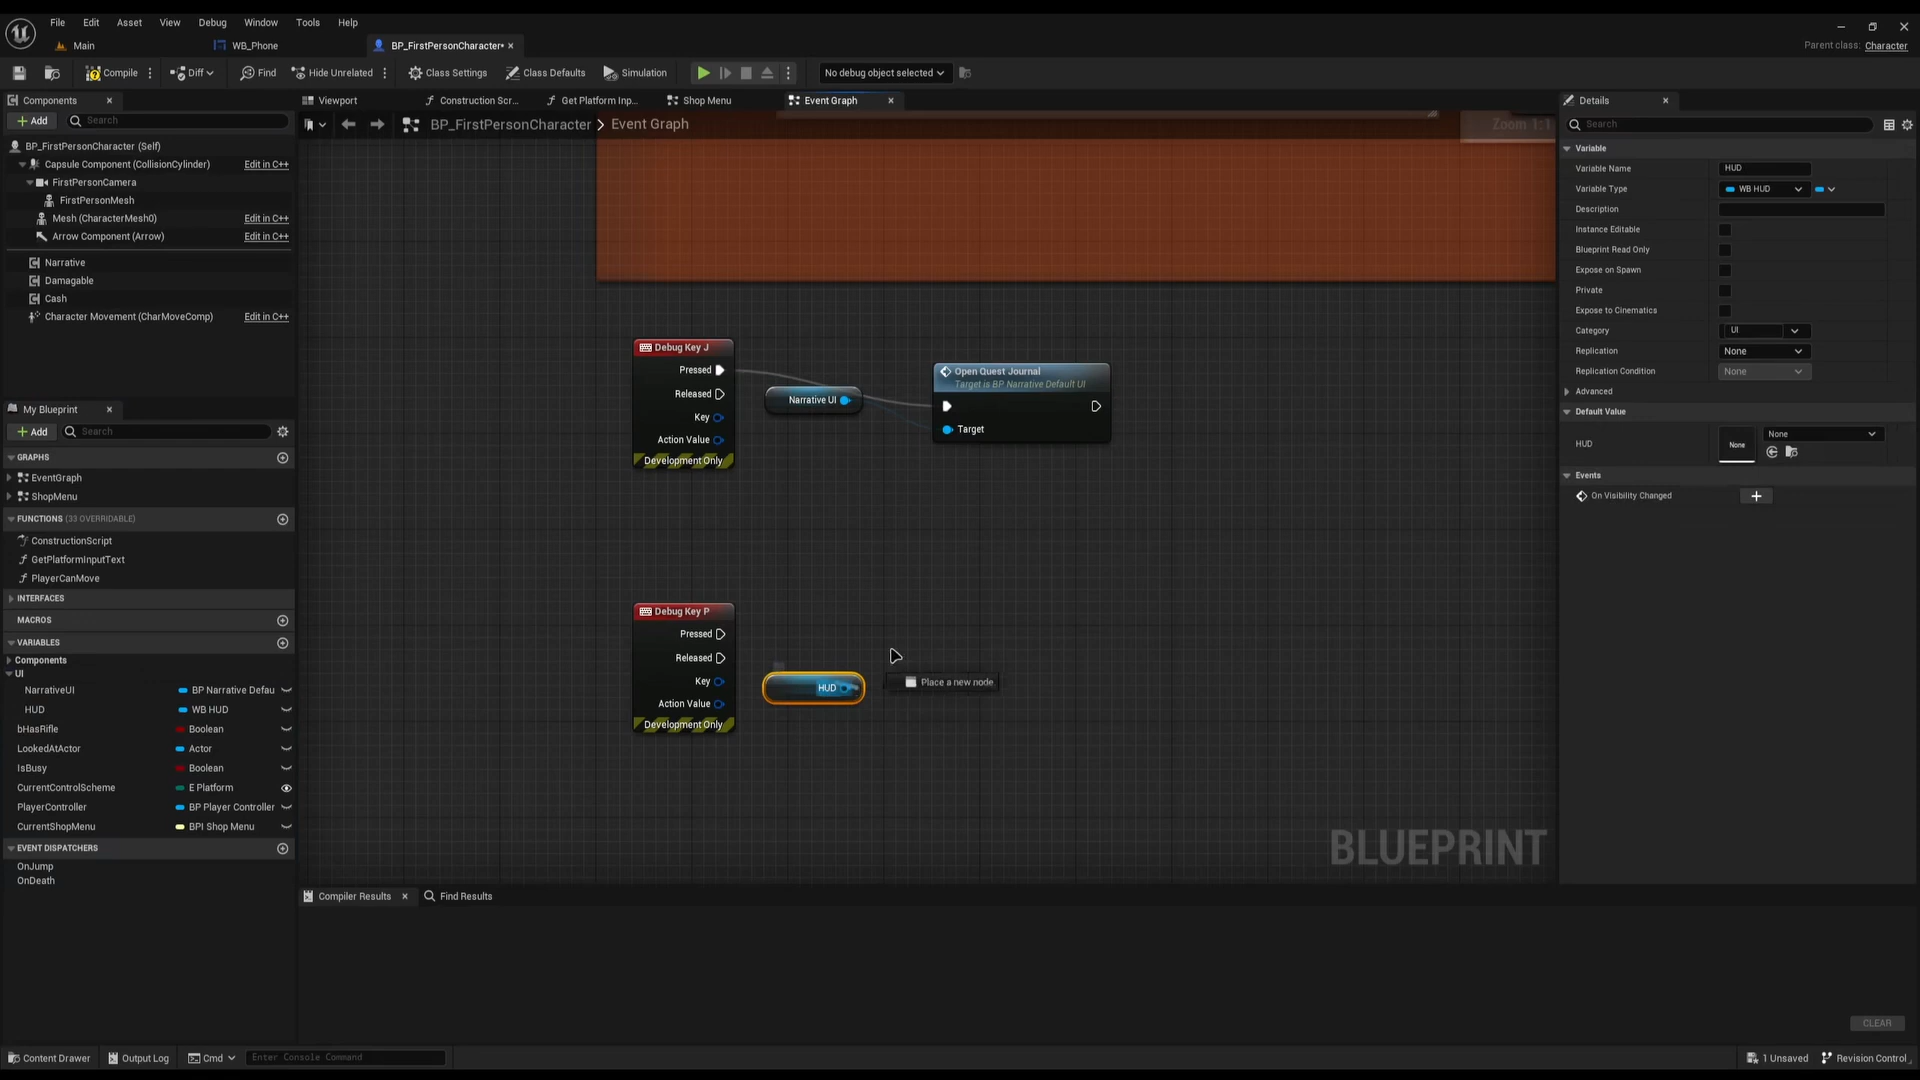 File Edit Asset View Debug Window Tools Help
Main WB_Phone BP_FirstPersonCharacter•
Parent class: Character
Compile Diff Find Hide Unrelated Class Settings Class Defaults Simulation No debug object selected
Components
Add Search
BP_FirstPersonCharacter (Self)
Capsule Component (CollisionCylinder) Edit in C++
FirstPersonCamera
FirstPersonMesh
Mesh (CharacterMesh0) Edit in C++
Arrow Component (Arrow) Edit in C++
Narrative
Damagable
Cash
Character Movement (CharMoveComp) Edit in C++
My Blueprint
Add Search
GRAPHS
EventGraph
ShopMenu
FUNCTIONS (33 OVERRIDABLE)
ConstructionScript
GetPlatformInputText
PlayerCanMove
INTERFACES
MACROS
VARIABLES
Components
UI
NarrativeUI BP Narrative Defau
HUD WB HUD
bHasRifle Boolean
LookedAtActor Actor
IsBusy Boolean
CurrentControlScheme E Platform
PlayerController BP Player Controller
CurrentShopMenu BPI Shop Menu
EVENT DISPATCHERS
OnJump
OnDeath
Viewport Construction Scr... Get Platform Inp... Shop Menu Event Graph
BP_FirstPersonCharacter > Event Graph
Zoom 1:1
Debug Key J
Pressed
Released
Key
Action Value
Development Only
Narrative UI
Open Quest Journal
Target is BP Narrative Default UI
Target
Debug Key P
Pressed
Released
Key
Action Value
Development Only
HUD
Place a new node
BLUEPRINT
Compiler Results Find Results
CLEAR
Details
Search
Variable
Variable Name HUD
Variable Type WB HUD
Description
Instance Editable
Blueprint Read Only
Expose on Spawn
Private
Expose to Cinematics
Category UI
Replication None
Replication Condition None
Advanced
Default Value
HUD None None
Events
On Visibility Changed
Content Drawer Output Log Cmd Enter Console Command
1 Unsaved Revision Control